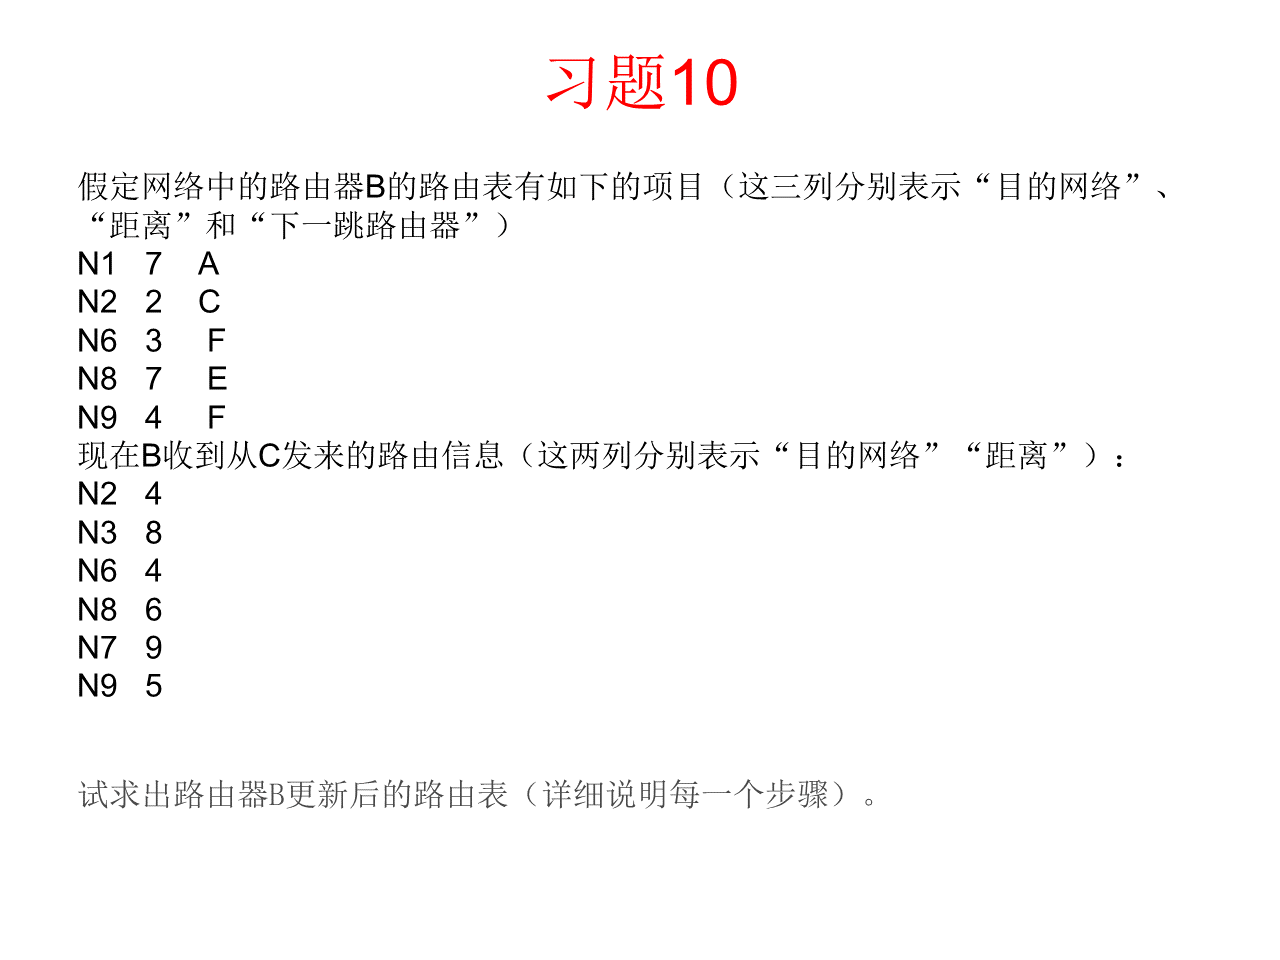 习题10
假定网络中的路由器B的路由表有如下的项目（这三列分别表示“目的网络”、
“距离”和“下一跳路由器”）
N1 7 A
N2 2 C
N6 3 F
N8 7 E
N9 4 F
现在B收到从C发来的路由信息（这两列分别表示“目的网络”“距离”）：
N2 4
N3 8
N6 4
N8 6
N7 9
N9 5
试求出路由器B更新后的路由表（详细说明每一个步骤）。